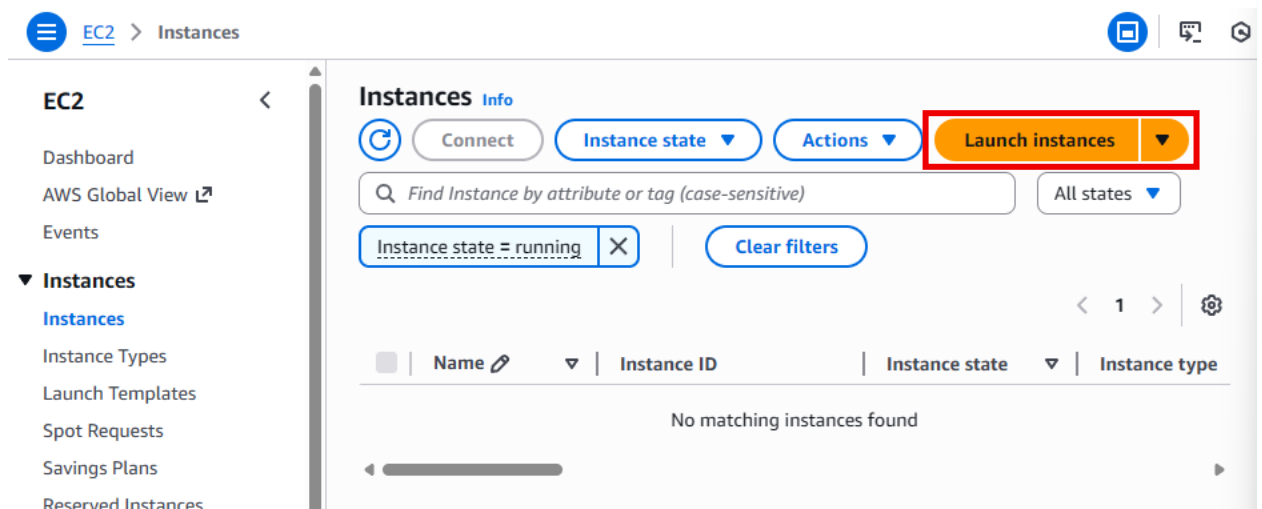 EC2 > Instances
EC2
Dashboard
AWS Global View
Events
Instances
Instances
Instance Types
Launch Templates
Spot Requests
Savings Plans
Reserved Instances
Instances Info
Connect Instance state Actions Launch instances
Find Instance by attribute or tag (case-sensitive) All states
Instance state = running Clear filters
1
Name Instance ID Instance state Instance type
No matching instances found